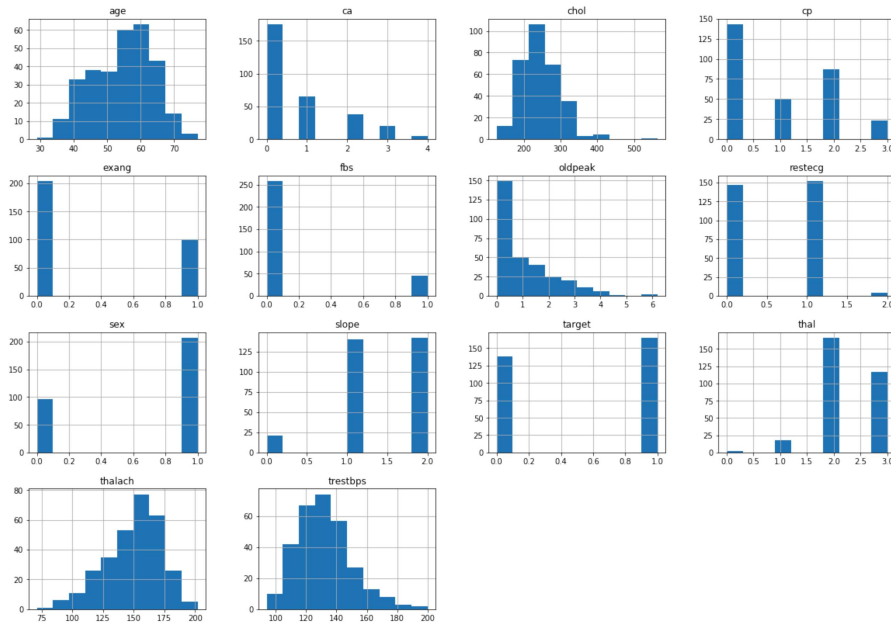 age
60
50
40
30
20
10
0
30 40 50 60 70
ca
150
100
50
0
0 1 2 3 4
chol
100
80
60
40
20
0
200 300 400 500
cp
150
125
100
75
50
25
0
0.0 0.5 1.0 1.5 2.0 2.5 3.0
exang
200
150
100
50
0
0.0 0.2 0.4 0.6 0.8 1.0
fbs
250
200
150
100
50
0
0.0 0.2 0.4 0.6 0.8 1.0
oldpeak
150
125
100
75
50
25
0
0 1 2 3 4 5 6
restecg
150
125
100
75
50
25
0
0.0 0.5 1.0 1.5 2.0
sex
200
150
100
50
0
0.0 0.2 0.4 0.6 0.8 1.0
slope
125
100
75
50
25
0
0.0 0.5 1.0 1.5 2.0
target
150
125
100
75
50
25
0
0.0 0.2 0.4 0.6 0.8 1.0
thal
150
125
100
75
50
25
0
0.0 0.5 1.0 1.5 2.0 2.5 3.0
thalach
80
60
40
20
0
75 100 125 150 175 200
trestbps
60
40
20
0
100 120 140 160 180 200